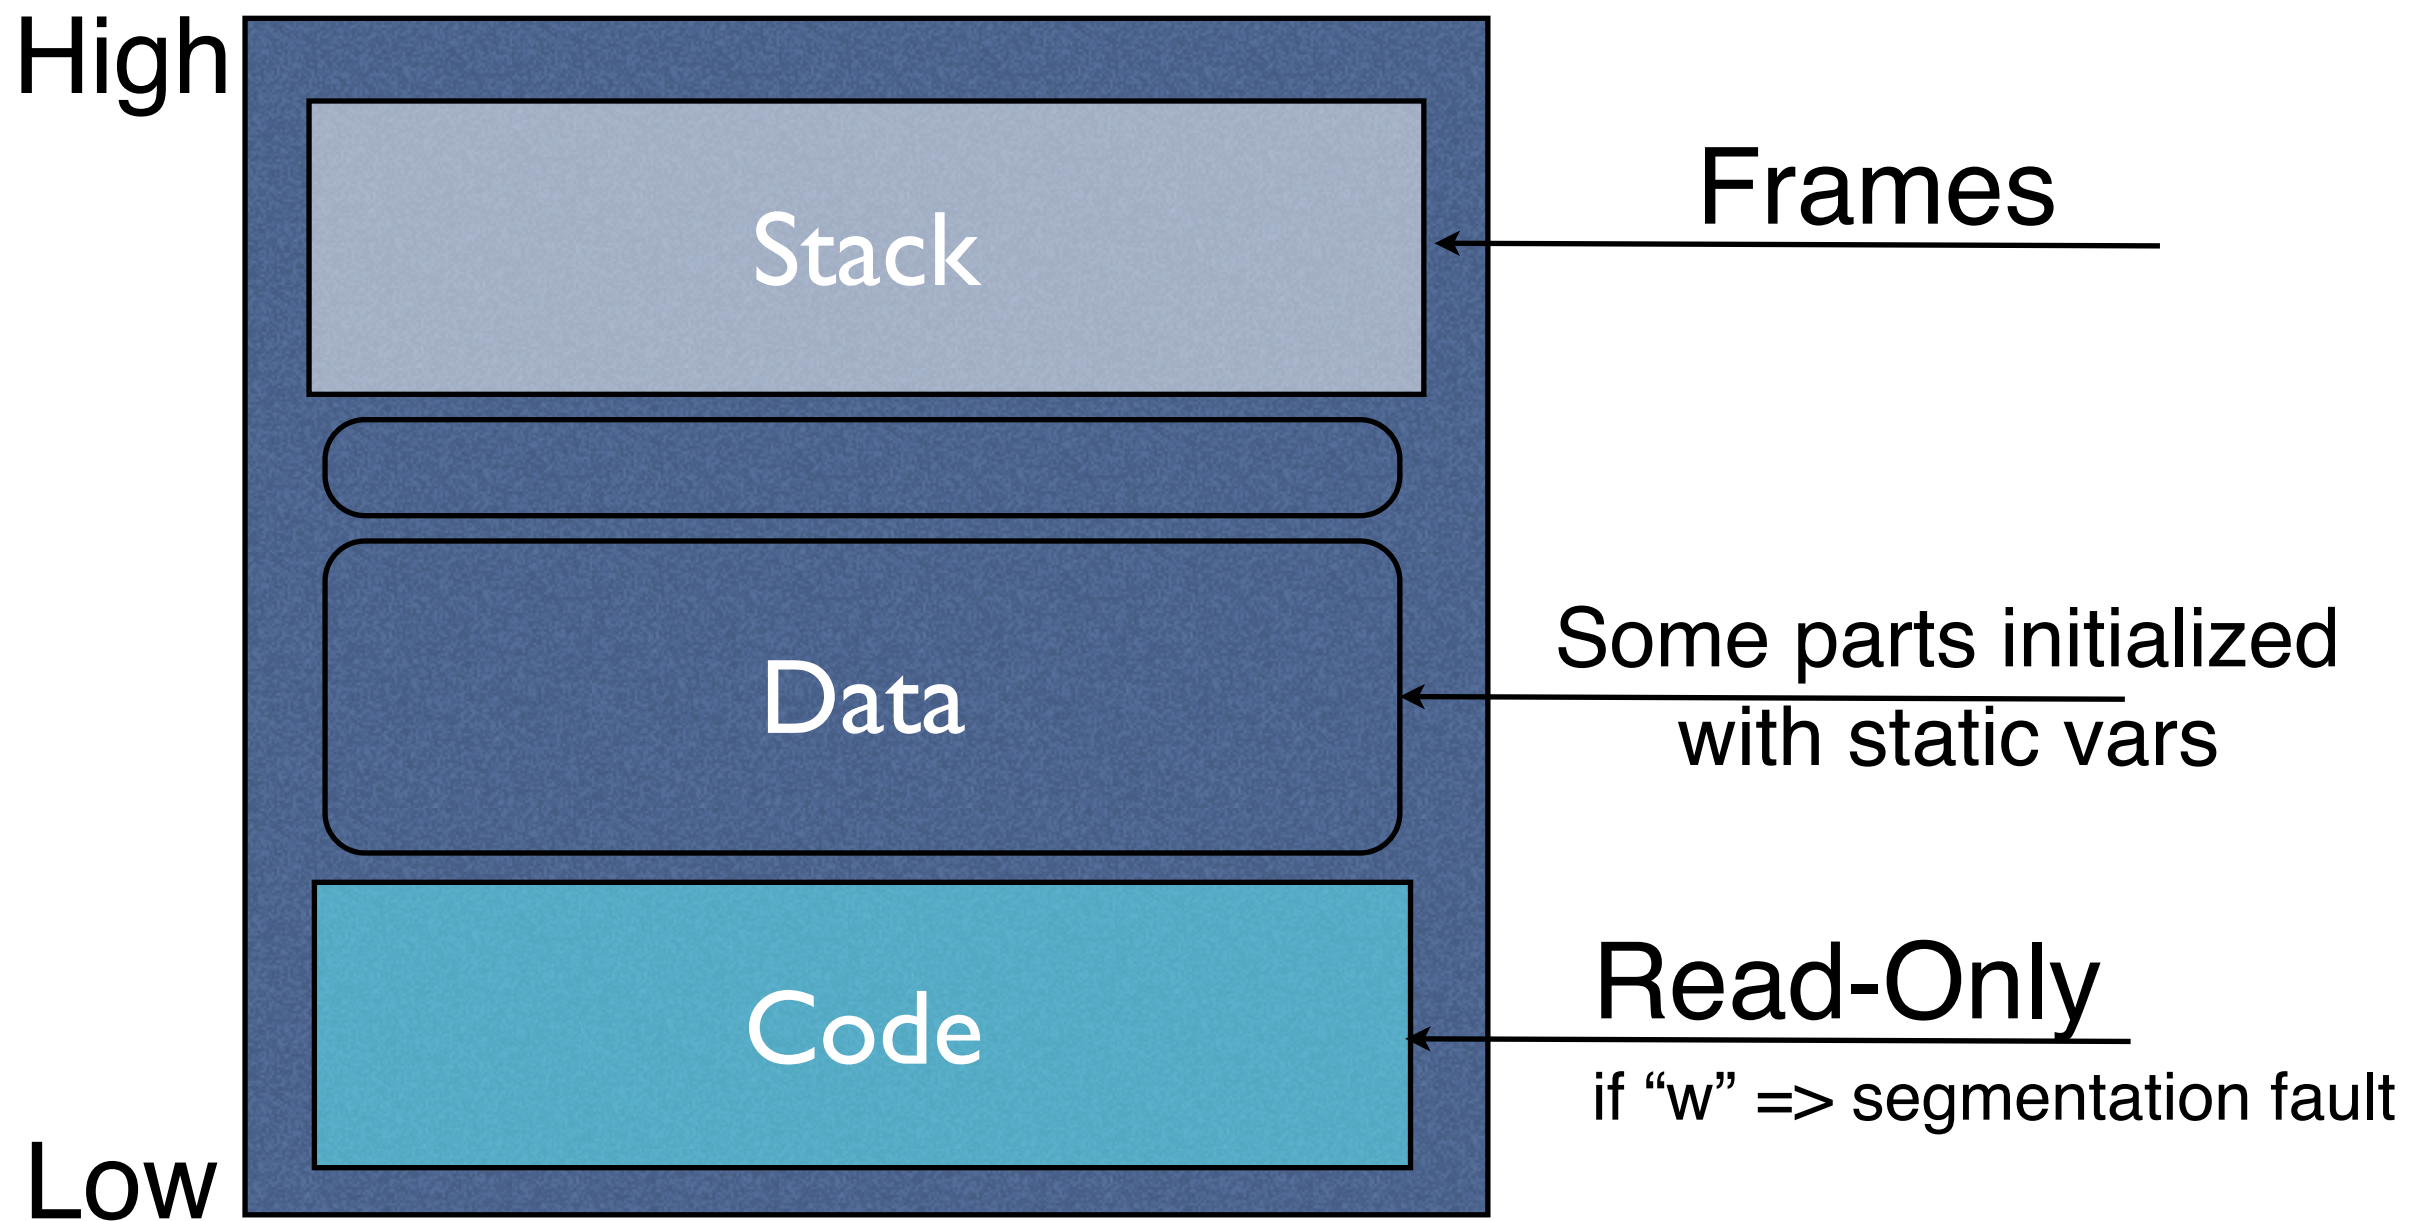 High
Stack
Frames
Data
Some parts initialized
with static vars
Code
Read-Only
if “w” => segmentation fault
Low